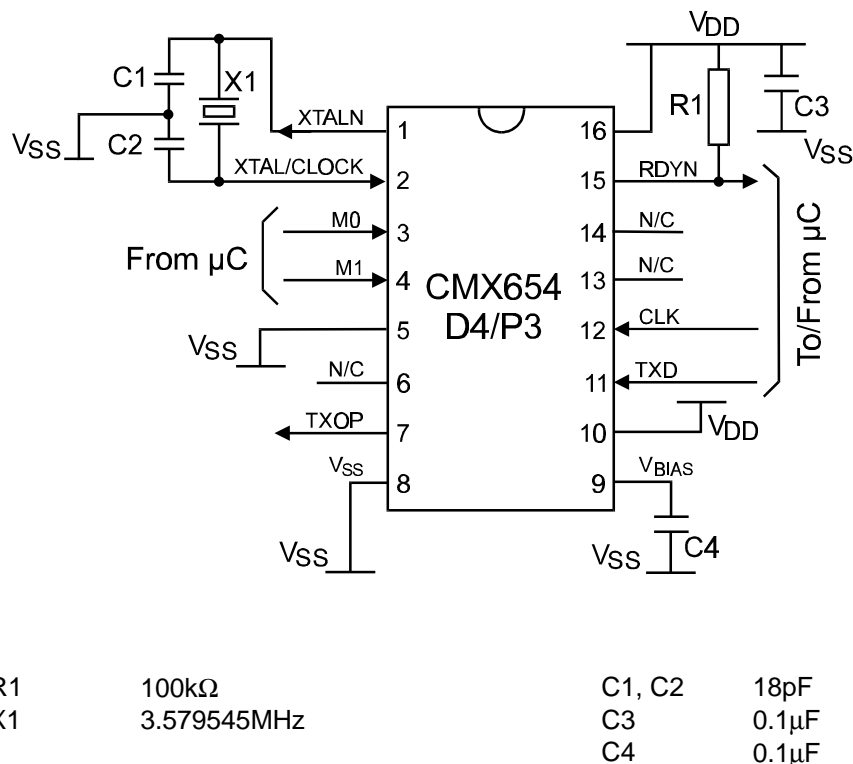 VDD
C1
X1
R1
C3
XTALN
1
16
VSS
C2
VSS
XTAL/CLOCK
2
15
RDYN
M0
3
14
N/C
From µC
M1
4
13
N/C
CMX654
D4/P3
To/From µC
VSS
5
12
CLK
N/C
6
11
TXD
TXOP
7
10
VDD
VSS
8
9
VBIAS
VSS
VSS
C4
R1 100kΩ C1, C2 18pF
X1 3.579545MHz C3 0.1µF
C4 0.1µF